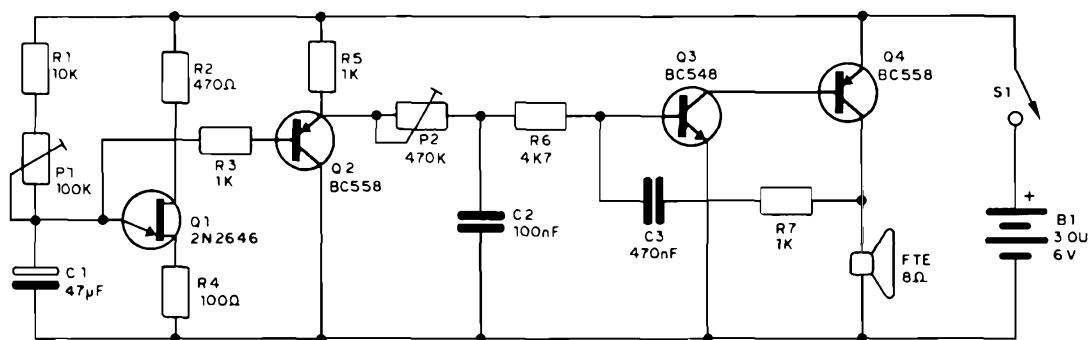 R1
10K
P1
100K
C1
47µF
R2
470Ω
Q1
2N2646
R4
100Ω
R3
1K
R5
1K
Q2
BC558
P2
470K
C2
100nF
R6
4K7
Q3
BC548
C3
470nF
R7
1K
Q4
BC558
FTE
8Ω
S1
+
B1
3 OU
6V